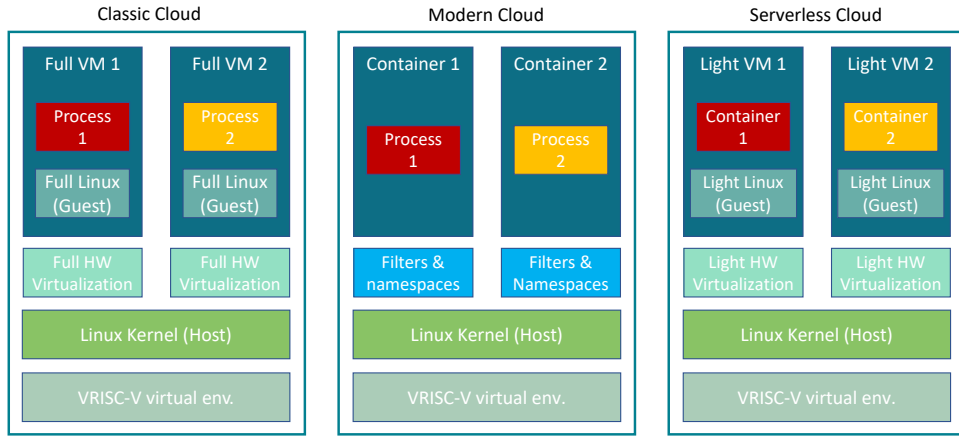 Classic Cloud
Full VM 1
Process
1
Full Linux
(Guest)
Full HW
Virtualization
Full VM 2
Process
2
Full Linux
(Guest)
Full HW
Virtualization
Linux Kernel (Host)
VRISC-V virtual env.
Modern Cloud
Container 1
Process
1
Filters &
namespaces
Container 2
Process
2
Filters &
Namespaces
Linux Kernel (Host)
VRISC-V virtual env.
Serverless Cloud
Light VM 1
Container
1
Light Linux
(Guest)
Light HW
Virtualization
Light VM 2
Container
2
Light Linux
(Guest)
Light HW
Virtualization
Linux Kernel (Host)
VRISC-V virtual env.